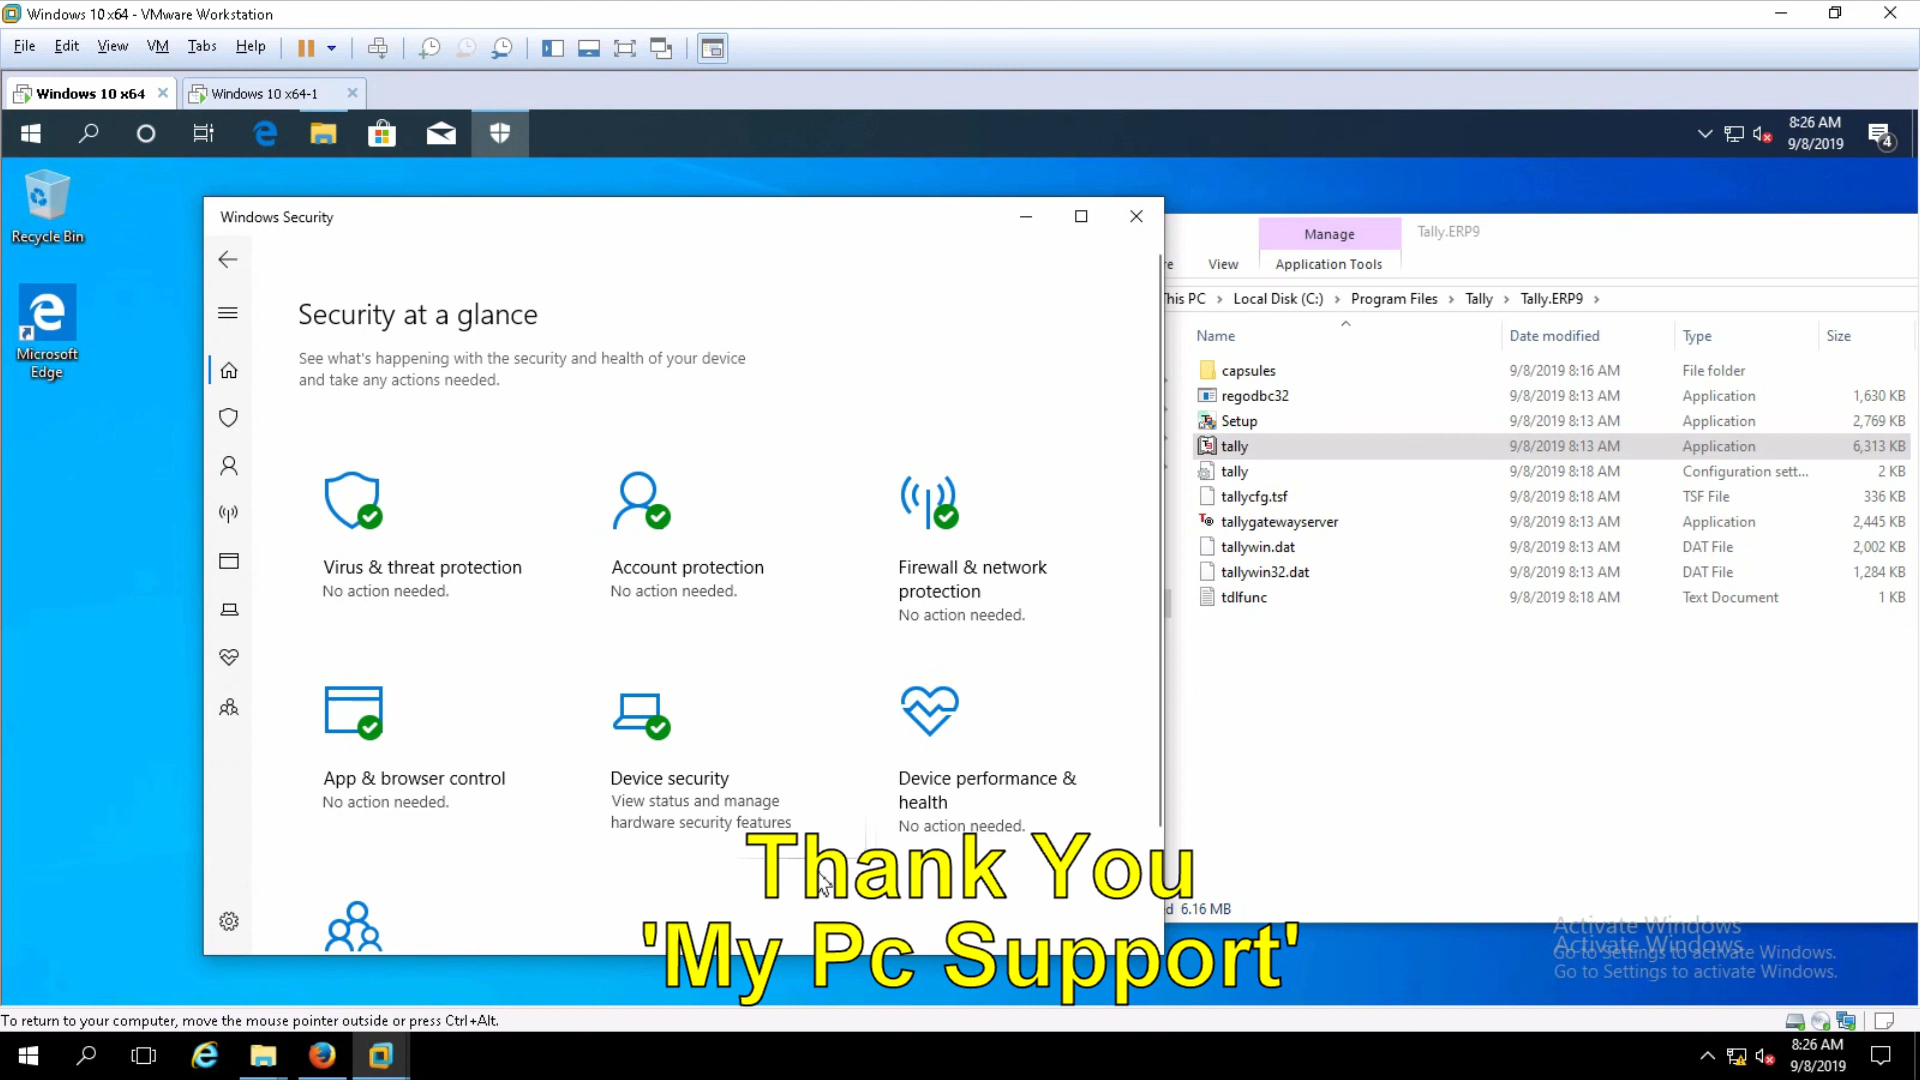 Windows 10 x64 - VMware Workstation
File Edit View VM Tabs Help
Windows 10 x64
Windows 10 x64-1
8:26 AM
9/8/2019
4
Recycle Bin
Microsoft
Edge
Windows Security
Security at a glance
See what's happening with the security and health of your device
and take any actions needed.
Virus & threat protection
No action needed.
Account protection
No action needed.
Firewall & network
protection
No action needed.
App & browser control
No action needed.
Device security
View status and manage
hardware security features
Device performance &
health
No action needed.
Manage
Tally.ERP9
re
View
Application Tools
his PC > Local Disk (C:) > Program Files > Tally > Tally.ERP9 >
Name Date modified Type Size
capsules 9/8/2019 8:16 AM File folder
regodbc32 9/8/2019 8:13 AM Application 1,630 KB
Setup 9/8/2019 8:13 AM Application 2,769 KB
tally 9/8/2019 8:13 AM Application 6,313 KB
tally 9/8/2019 8:18 AM Configuration sett... 2 KB
tallycfg.tsf 9/8/2019 8:18 AM TSF File 336 KB
tallygatewayserver 9/8/2019 8:13 AM Application 2,445 KB
tallywin.dat 9/8/2019 8:13 AM DAT File 2,002 KB
tallywin32.dat 9/8/2019 8:13 AM DAT File 1,284 KB
tdlfunc 9/8/2019 8:18 AM Text Document 1 KB
d 6.16 MB
Activate Windows
Activate Windows
Go to Settings to activate Windows.
Go to Settings to activate Windows.
Thank You
'My Pc Support'
To return to your computer, move the mouse pointer outside or press Ctrl+Alt.
8:26 AM
9/8/2019